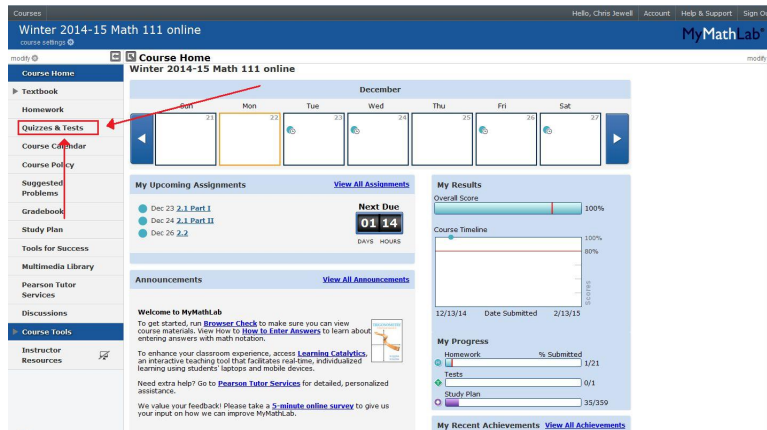 Courses
Hello, Chris Jewell Account Help & Support Sign O
Winter 2014-15 Math 111 online
course settings
MyMathLab
modify
Course Home
modify
Winter 2014-15 Math 111 online
Course Home
Textbook
Homework
Quizzes & Tests
Course Calendar
Course Policy
Suggested
Problems
Gradebook
Study Plan
Tools for Success
Multimedia Library
Pearson Tutor
Services
Discussions
Course Tools
Instructor
Resources
December
Sun Mon Tue Wed Thu Fri Sat
21 22 23 24 25 26 27
My Upcoming Assignments View All Assignments
Dec 23 2.1 Part I
Dec 24 2.1 Part II
Dec 26 2.2
Next Due
01 14
DAYS HOURS
Announcements View All Announcements
Welcome to MyMathLab
To get started, run Browser Check to make sure you can view
course materials. View How to How to Enter Answers to learn about
entering answers with math notation.
To enhance your classroom experience, access Learning Catalytics,
an interactive teaching tool that facilitates real-time, individualized
learning using students' laptops and mobile devices.
Need extra help? Go to Pearson Tutor Services for detailed, personalized
assistance.
We value your feedback! Please take a 5-minute online survey to give us
your input on how we can improve MyMathLab.
My Results
Overall Score
100%
Course Timeline
100%
80%
Scores
12/13/14 Date Submitted 2/13/15
My Progress
Homework % Submitted
1/21
Tests
0/1
Study Plan
35/359
My Recent Achievements View All Achievements